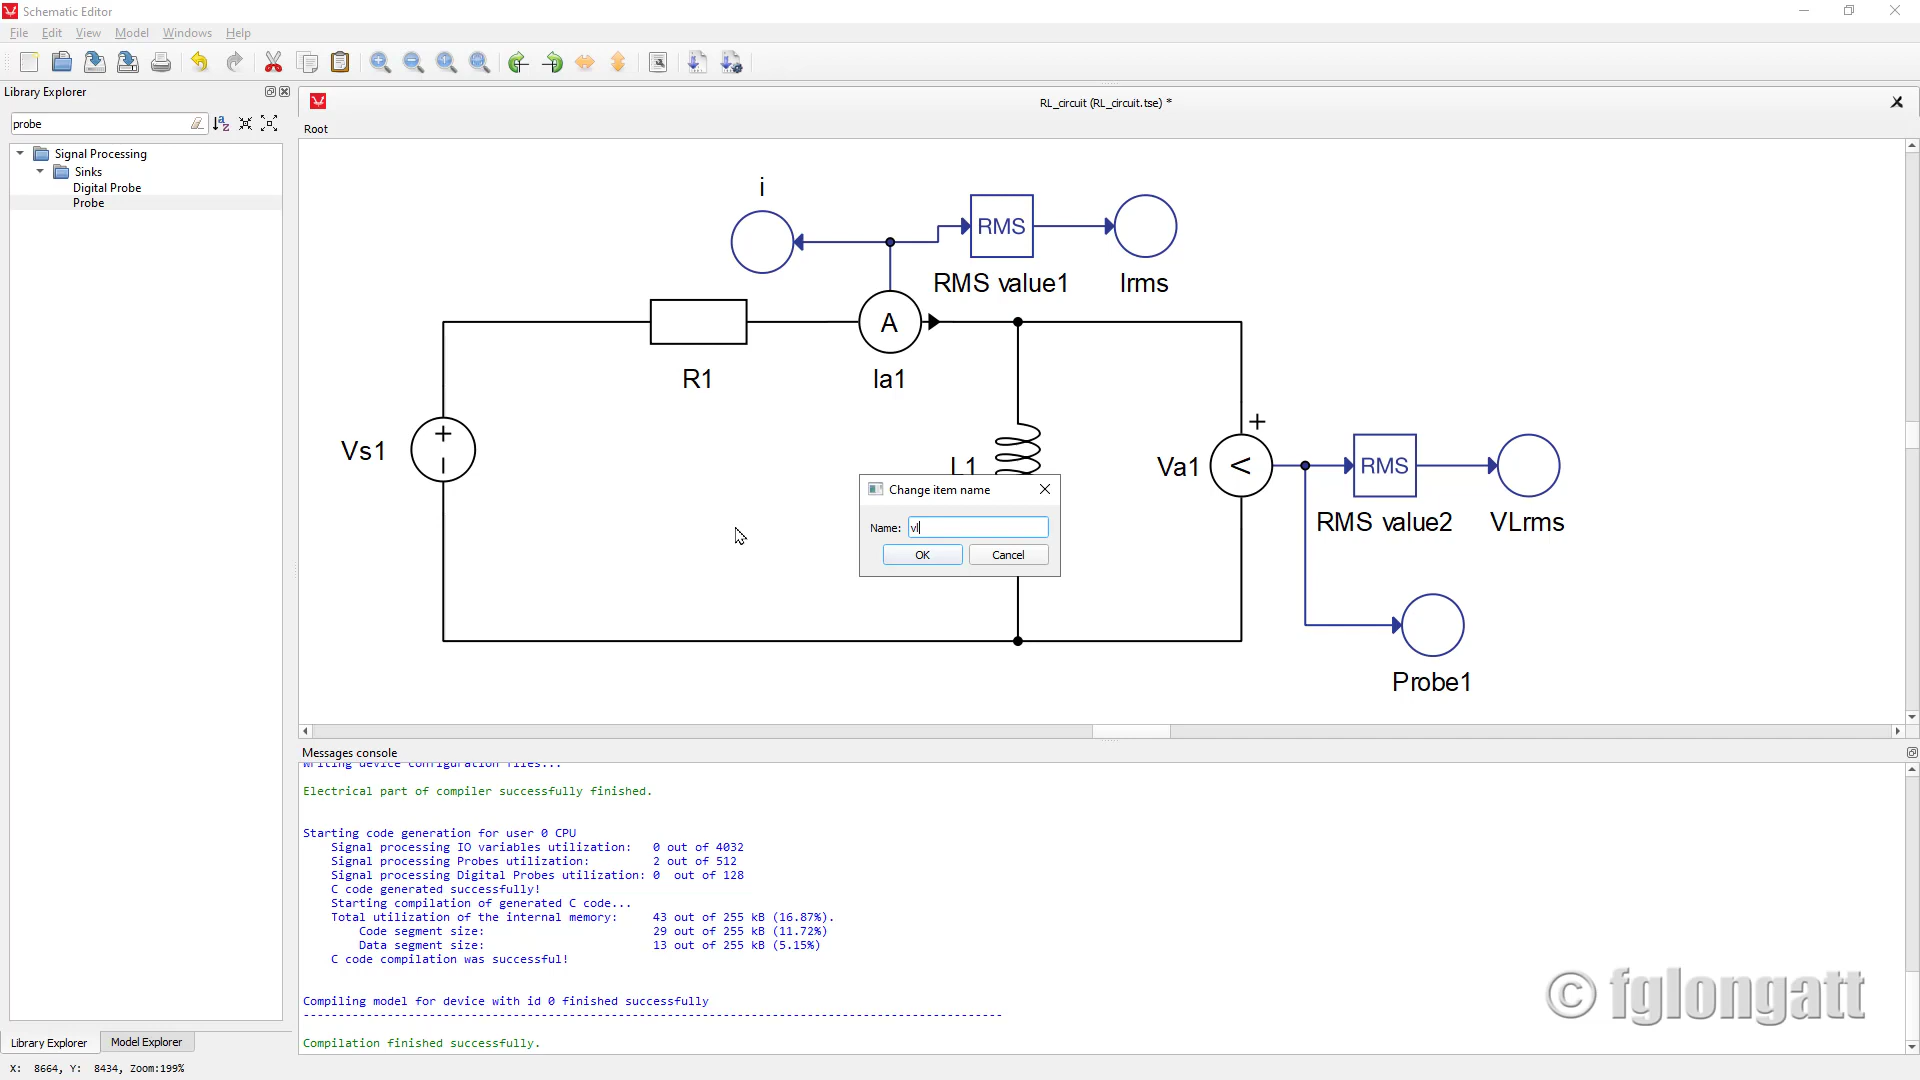 Schematic Editor
File Edit View Model Windows Help
Library Explorer
probe
Signal Processing
Sinks
Digital Probe
Probe
RL_circuit (RL_circuit.tse) *
Root
i
RMS
RMS value1
Irms
R1
A
Ia1
Vs1
L1
Va1
RMS
RMS value2
VLrms
Probe1
Change item name
Name: vl
OK Cancel
Messages console
Writing device configuration files...
Electrical part of compiler successfully finished.
Starting code generation for user 0 CPU
Signal processing IO variables utilization: 0 out of 4032
Signal processing Probes utilization: 2 out of 512
Signal processing Digital Probes utilization: 0 out of 128
C code generated successfully!
Starting compilation of generated C code...
Total utilization of the internal memory: 43 out of 255 kB (16.87%).
Code segment size: 29 out of 255 kB (11.72%)
Data segment size: 13 out of 255 kB (5.15%)
C code compilation was successful!
Compiling model for device with id 0 finished successfully
--------------------------------------------------------------------------------
Compilation finished successfully.
© fglongatt
Library Explorer Model Explorer
X: 8664, Y: 8434, Zoom:199%